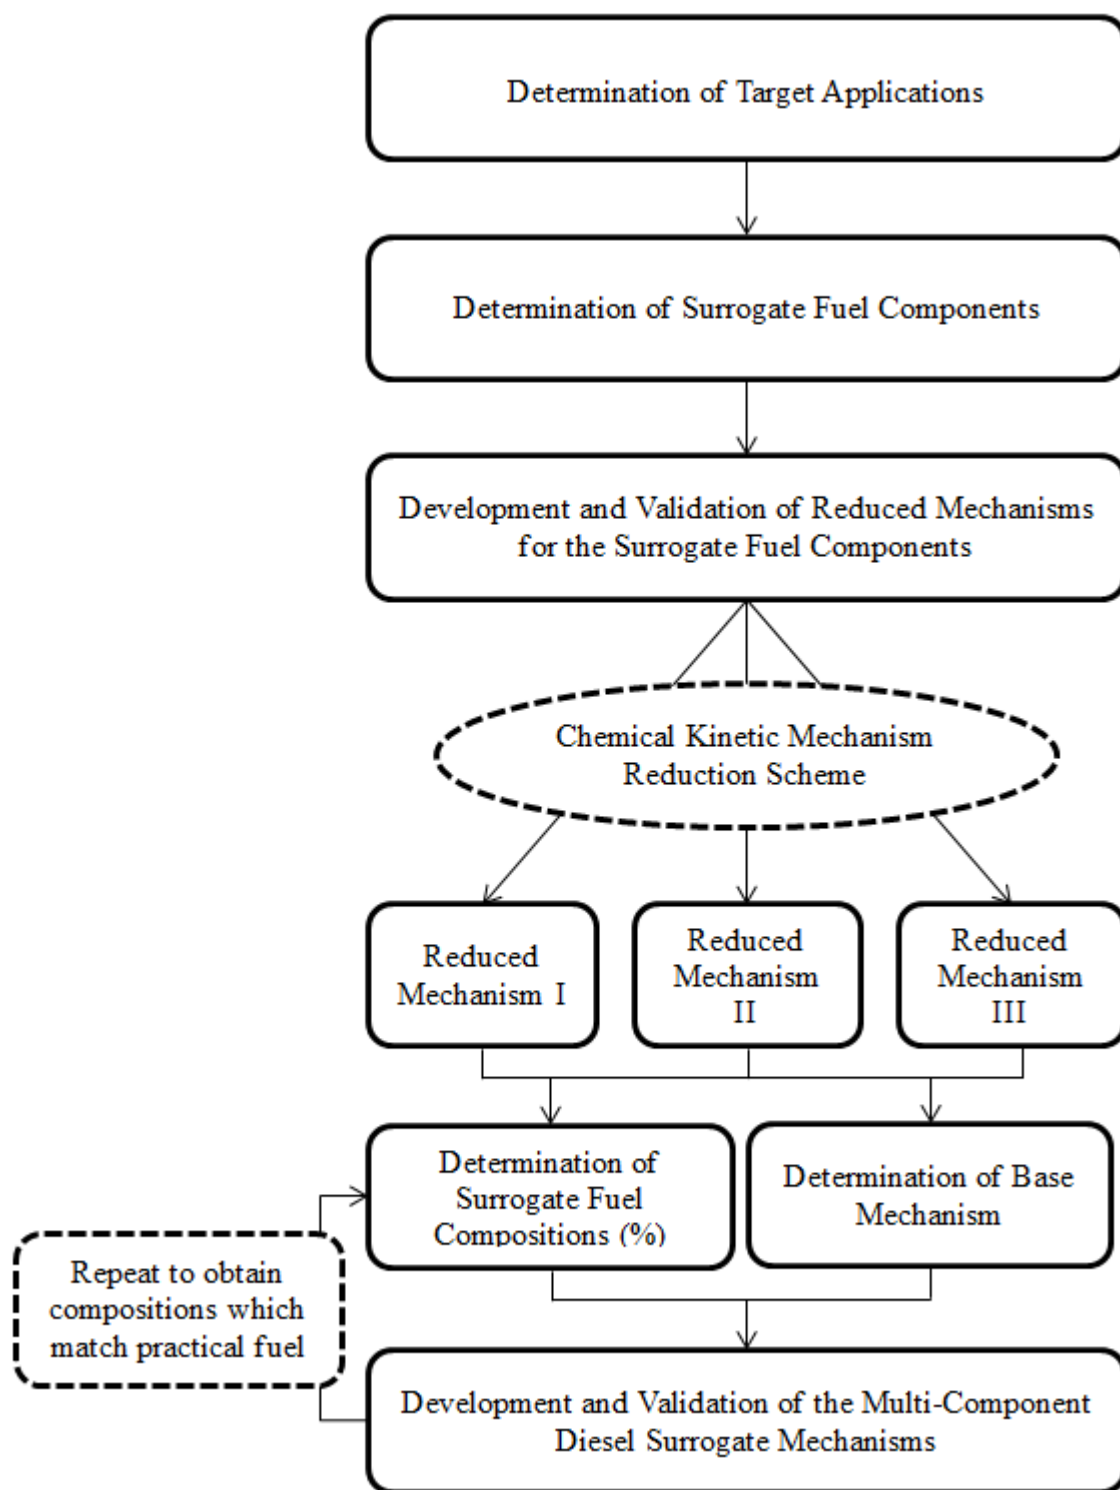 Determination of Target Applications
Determination of Surrogate Fuel Components
Development and Validation of Reduced Mechanisms
for the Surrogate Fuel Components
Chemical Kinetic Mechanism
Reduction Scheme
Reduced
Mechanism I
Reduced
Mechanism
II
Reduced
Mechanism
III
Determination of
Surrogate Fuel
Compositions (%)
Determination of Base
Mechanism
Repeat to obtain
compositions which
match practical fuel
Development and Validation of the Multi-Component
Diesel Surrogate Mechanisms